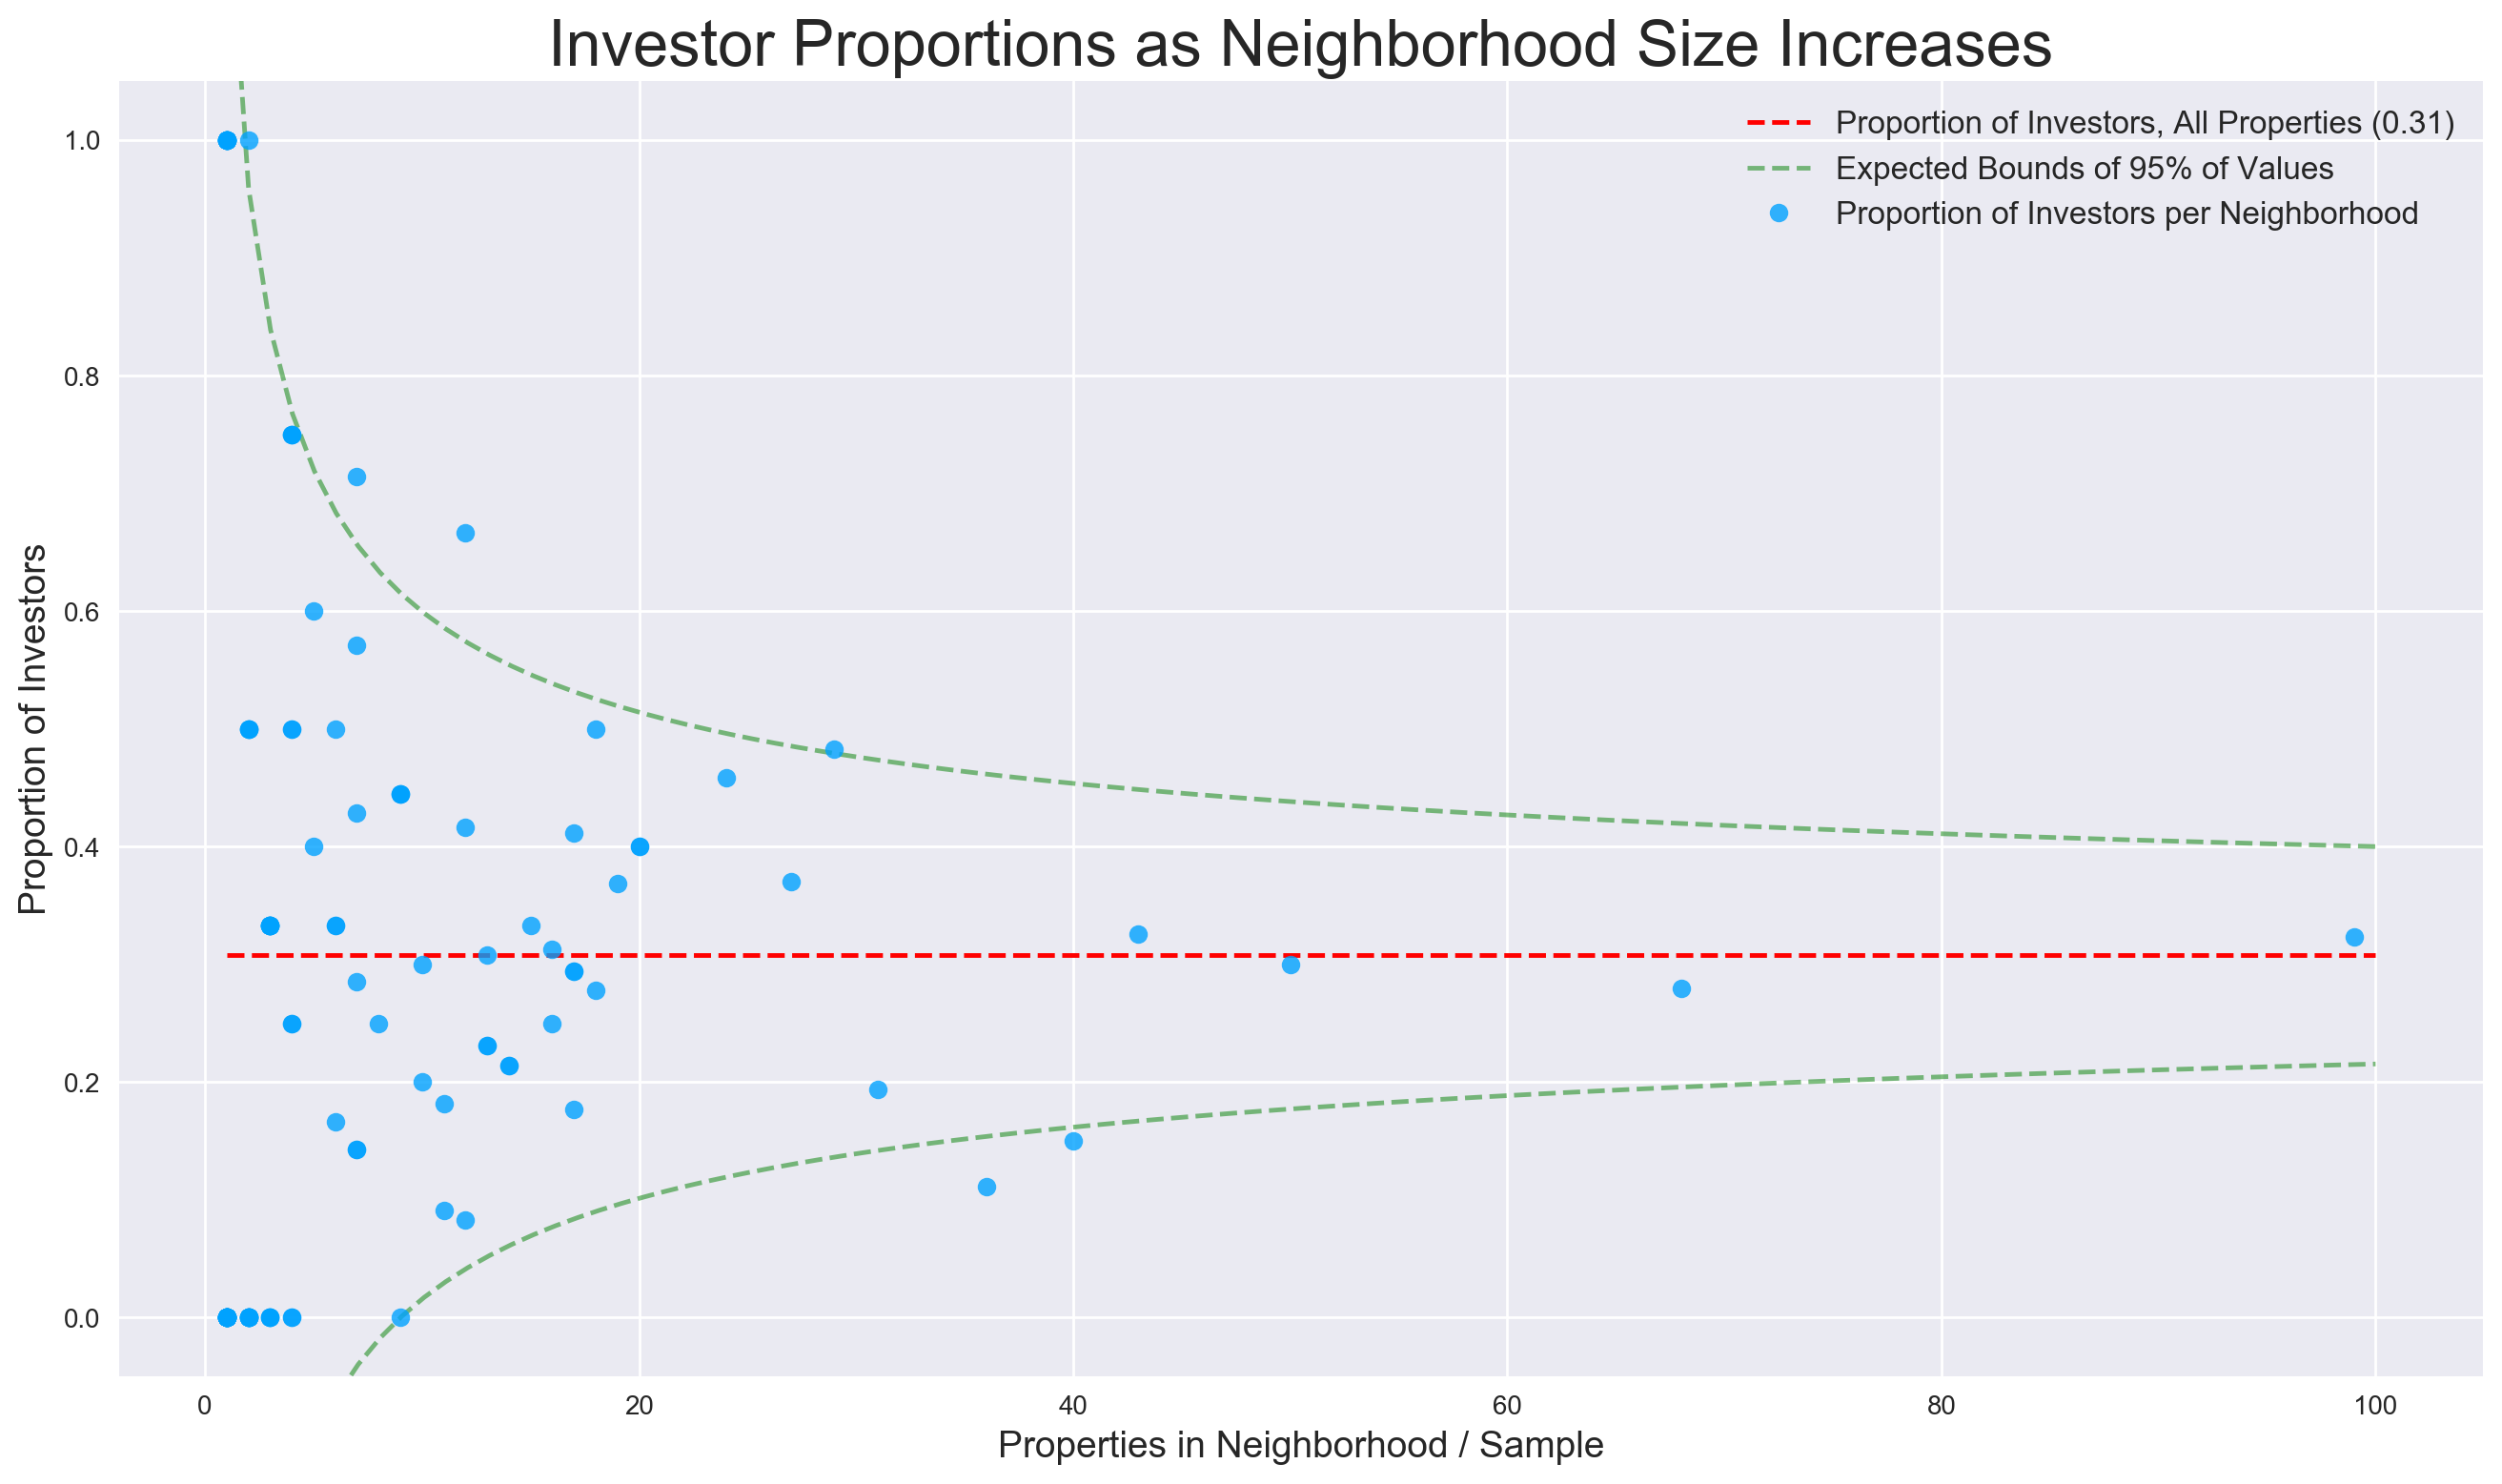 Investor Proportions as Neighborhood Size Increases
Proportion of Investors, All Properties (0.31)
Expected Bounds of 95% of Values
Proportion of Investors per Neighborhood
Proportion of Investors
1.0
0.8
0.6
0.4
0.2
0.0
0 20 40 60 80 100
Properties in Neighborhood / Sample